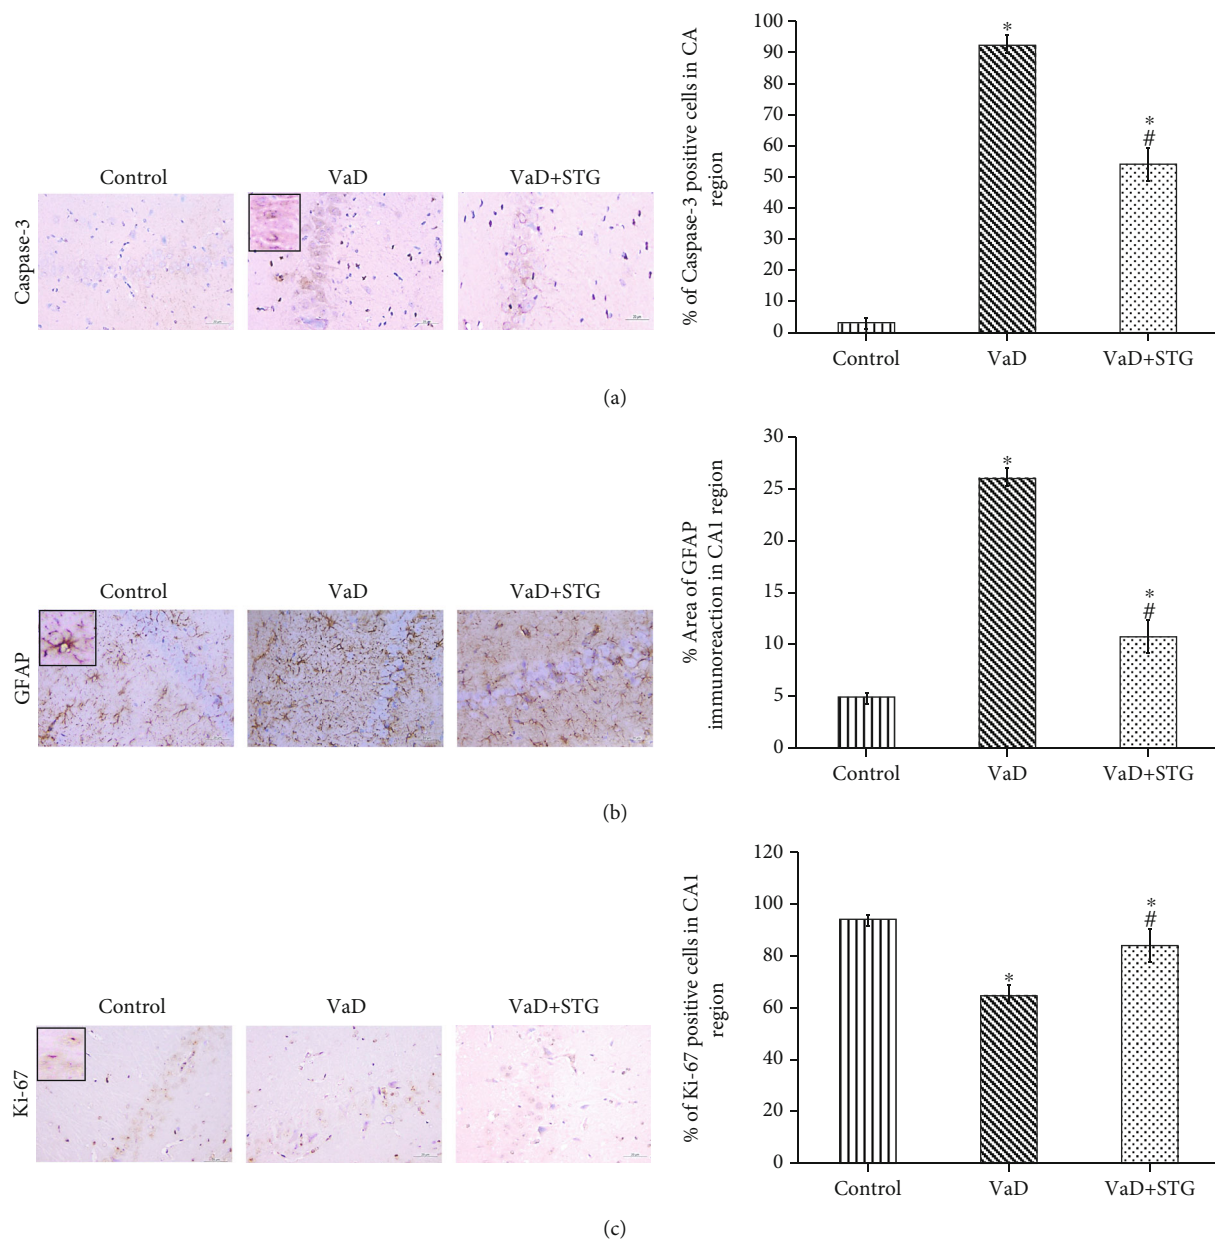 Control
VaD
VaD+STG
Caspase-3
% of Caspase-3 positive cells in CA
region
100
90
80
70
60
50
40
30
20
10
0
*
*
#
Control
VaD
VaD+STG
(a)
Control
VaD
VaD+STG
GFAP
% Area of GFAP
immunoreaction in CA1 region
30
25
20
15
10
5
0
*
*
#
Control
VaD
VaD+STG
(b)
Control
VaD
VaD+STG
Ki-67
% of Ki-67 positive cells in CA1
region
120
100
80
60
40
20
0
*
*
#
Control
VaD
VaD+STG
(c)